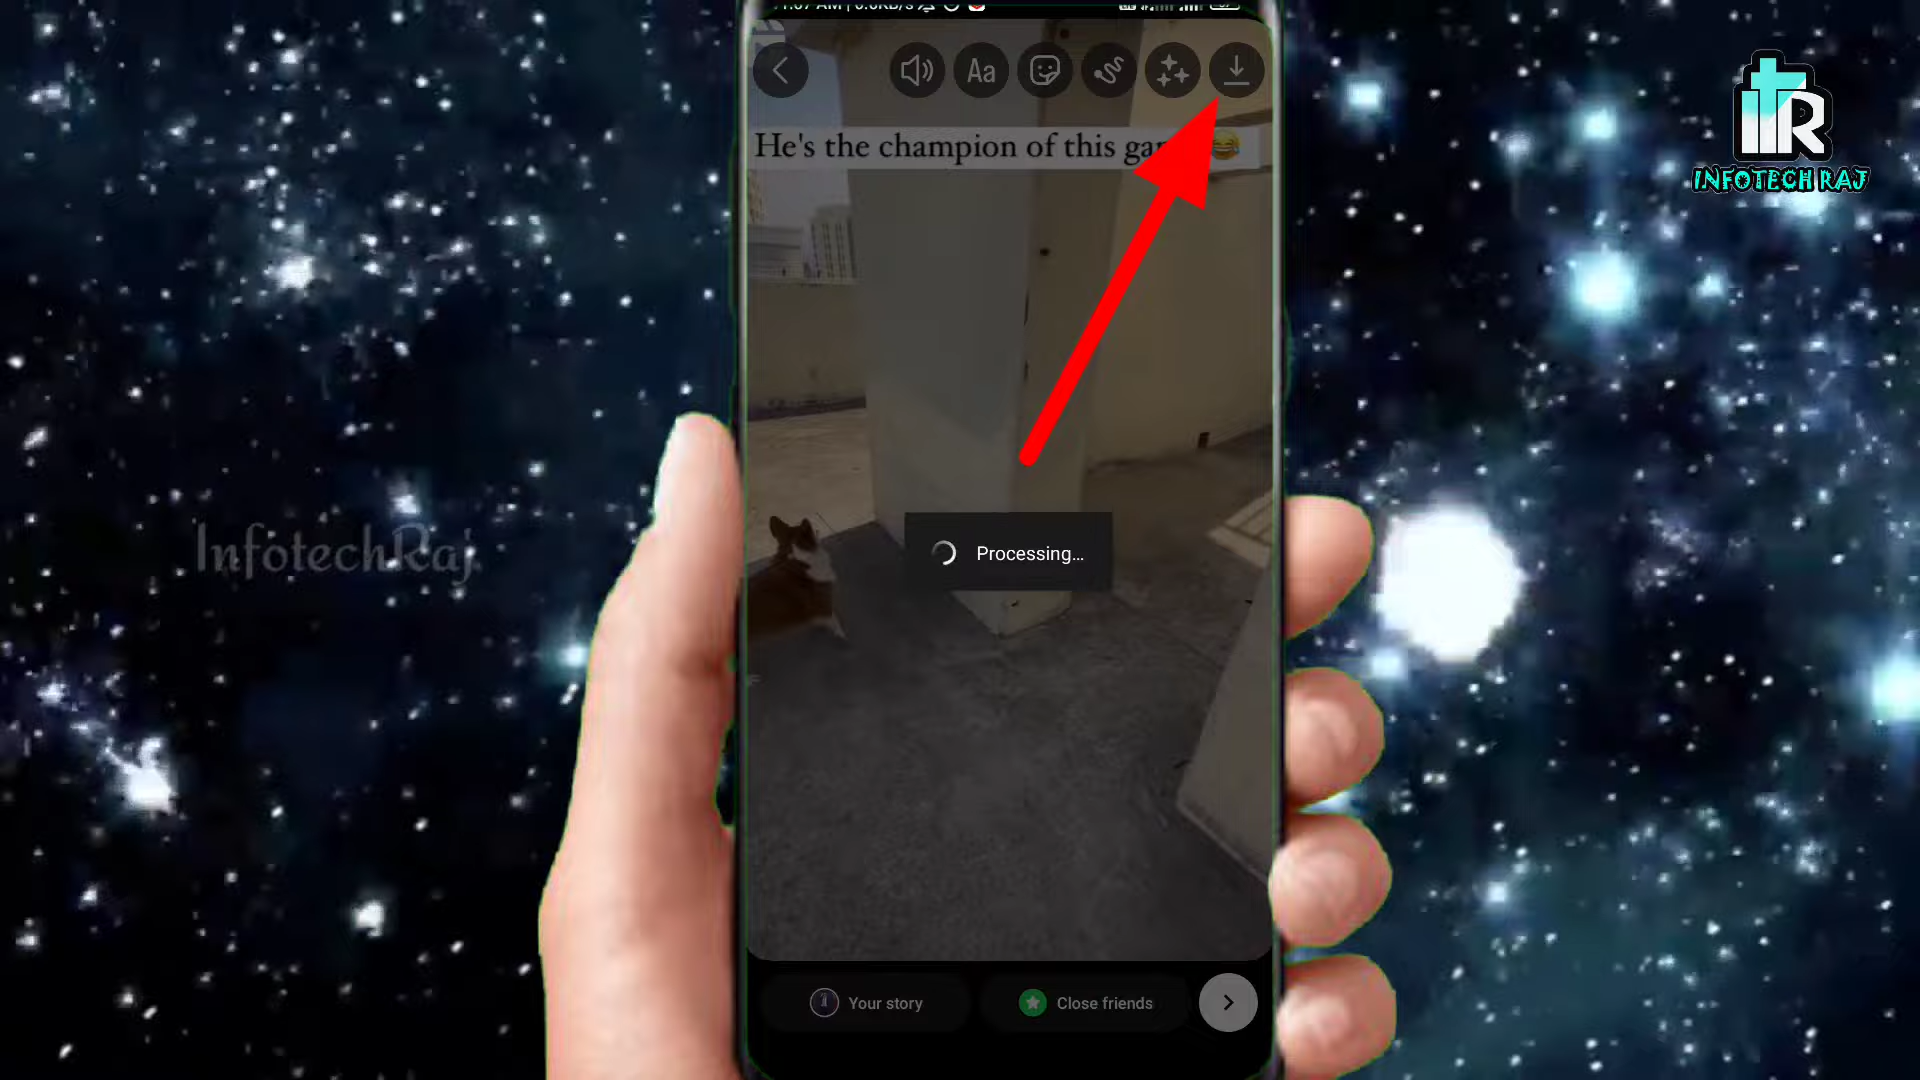 Aa
He's the champion of this ga
INFOTECH RAJ
InfotechRaj
Processing...
Your story
Close friends